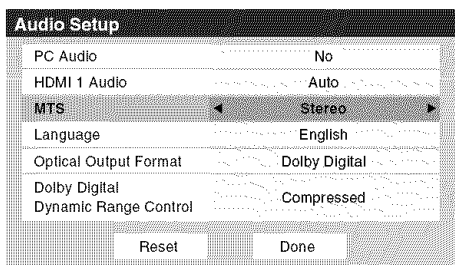 Audio Setup
PC Audio No
HDMI 1 Audio Auto
MTS Stereo
Language English
Optical Output Format Dolby Digital
Dolby Digital
Dynamic Range Control Compressed
Reset Done